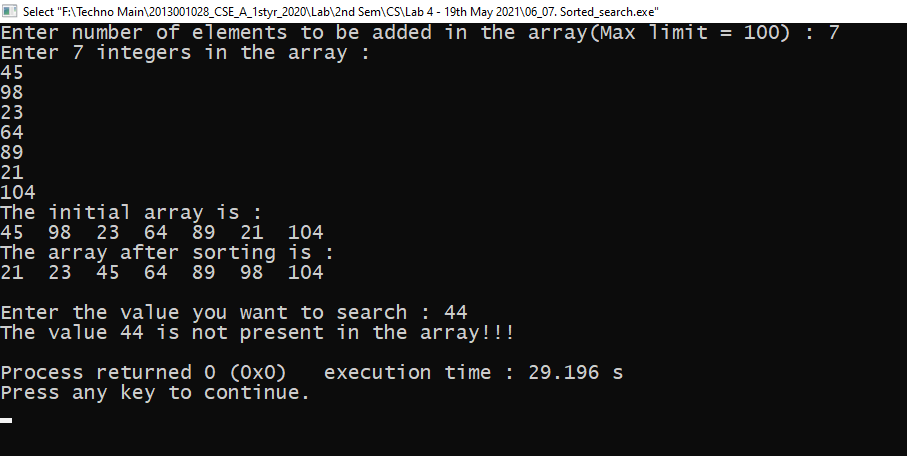 Select "F:\Techno Main\2013001028_CSE_A_1styr_2020\Lab\2nd Sem\CS\Lab 4 - 19th May 2021\06_07. Sorted_search.exe"
Enter number of elements to be added in the array(Max limit = 100) : 7
Enter 7 integers in the array :
45
98
23
64
89
21
104
The initial array is :
45  98  23  64  89  21  104
The array after sorting is :
21  23  45  64  89  98  104
Enter the value you want to search : 44
The value 44 is not present in the array!!!
Process returned 0 (0x0)   execution time : 29.196 s
Press any key to continue.